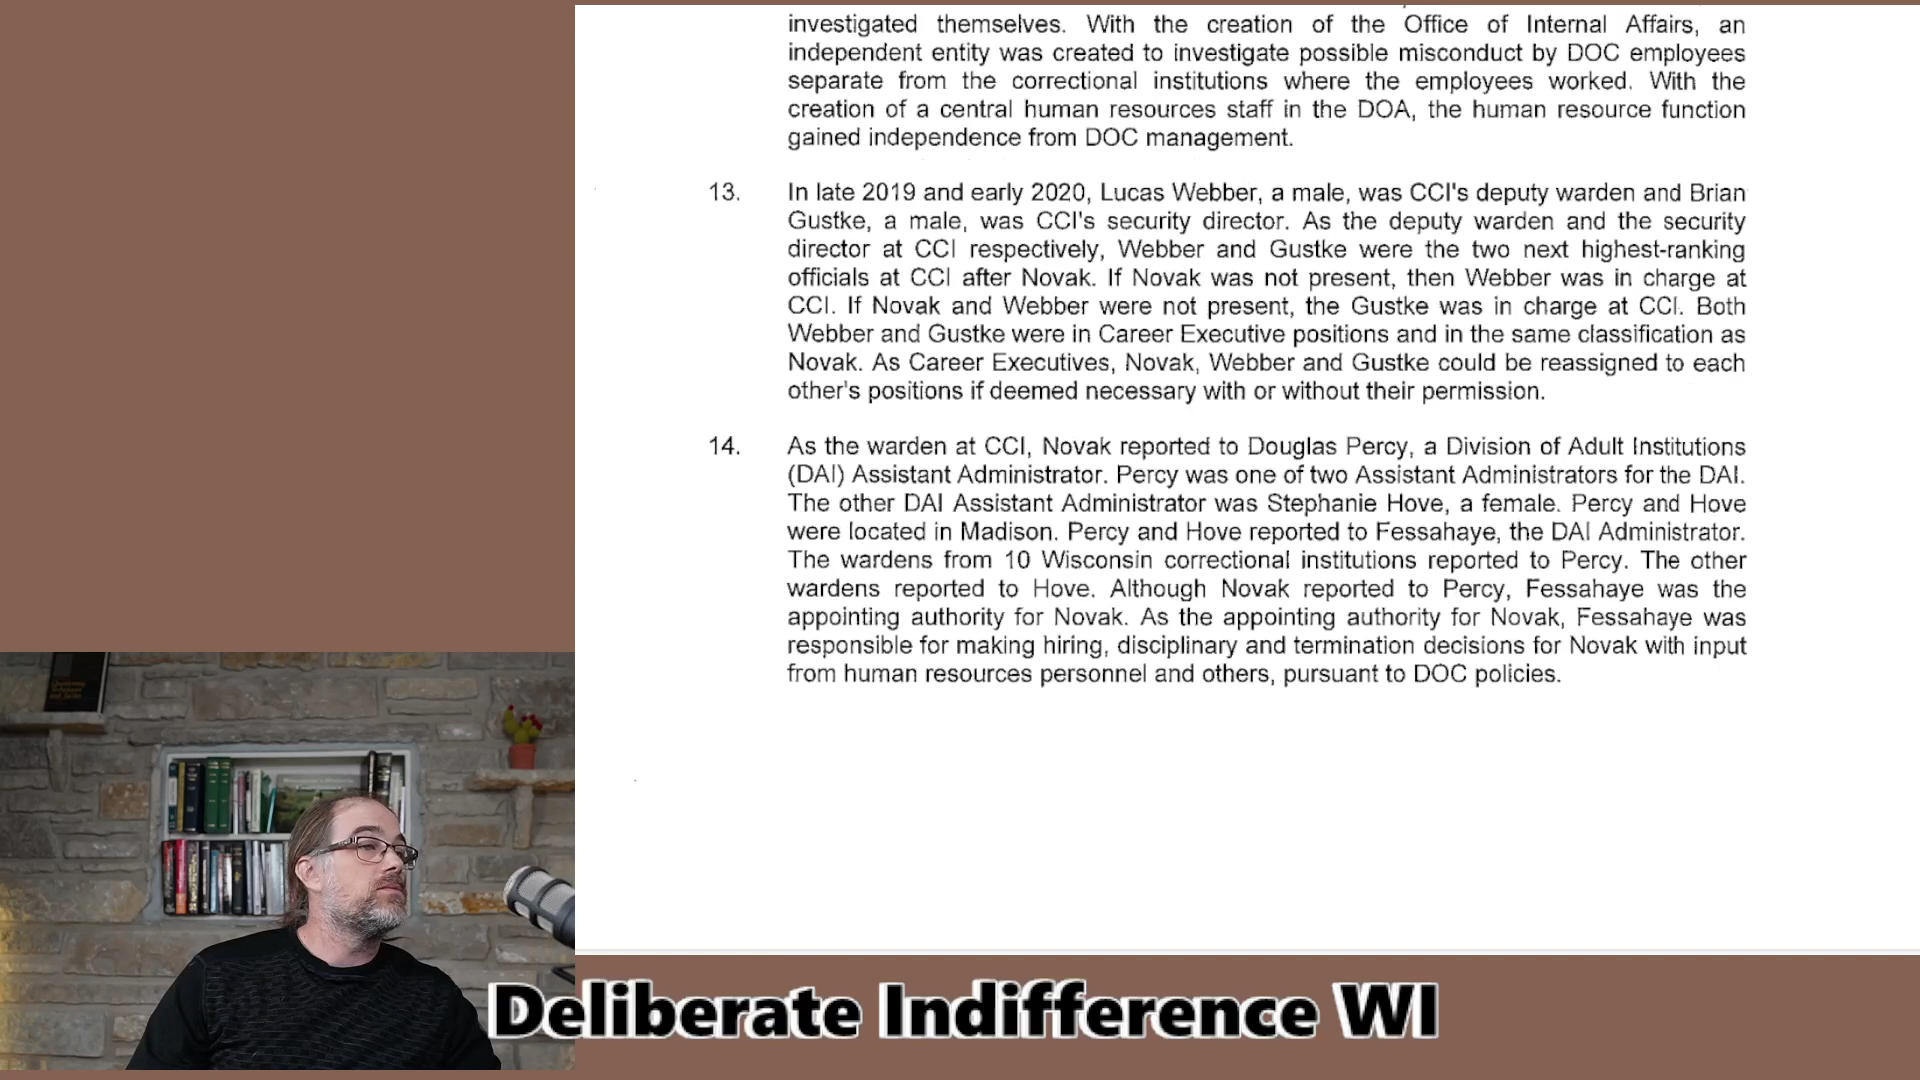 investigated themselves. With the creation of the Office of Internal Affairs, an
independent entity was created to investigate possible misconduct by DOC employees
separate from the correctional institutions where the employees worked. With the
creation of a central human resources staff in the DOA, the human resource function
gained independence from DOC management.
13. In late 2019 and early 2020, Lucas Webber, a male, was CCI's deputy warden and Brian
Gustke, a male, was CCI's security director. As the deputy warden and the security
director at CCI respectively, Webber and Gustke were the two next highest-ranking
officials at CCI after Novak. If Novak was not present, then Webber was in charge at
CCI. If Novak and Webber were not present, the Gustke was in charge at CCI. Both
Webber and Gustke were in Career Executive positions and in the same classification as
Novak. As Career Executives, Novak, Webber and Gustke could be reassigned to each
other's positions if deemed necessary with or without their permission.
14. As the warden at CCI, Novak reported to Douglas Percy, a Division of Adult Institutions
(DAI) Assistant Administrator. Percy was one of two Assistant Administrators for the DAI.
The other DAI Assistant Administrator was Stephanie Hove, a female. Percy and Hove
were located in Madison. Percy and Hove reported to Fessahaye, the DAI Administrator.
The wardens from 10 Wisconsin correctional institutions reported to Percy. The other
wardens reported to Hove. Although Novak reported to Percy, Fessahaye was the
appointing authority for Novak. As the appointing authority for Novak, Fessahaye was
responsible for making hiring, disciplinary and termination decisions for Novak with input
from human resources personnel and others, pursuant to DOC policies.
Deliberate Indifference WI